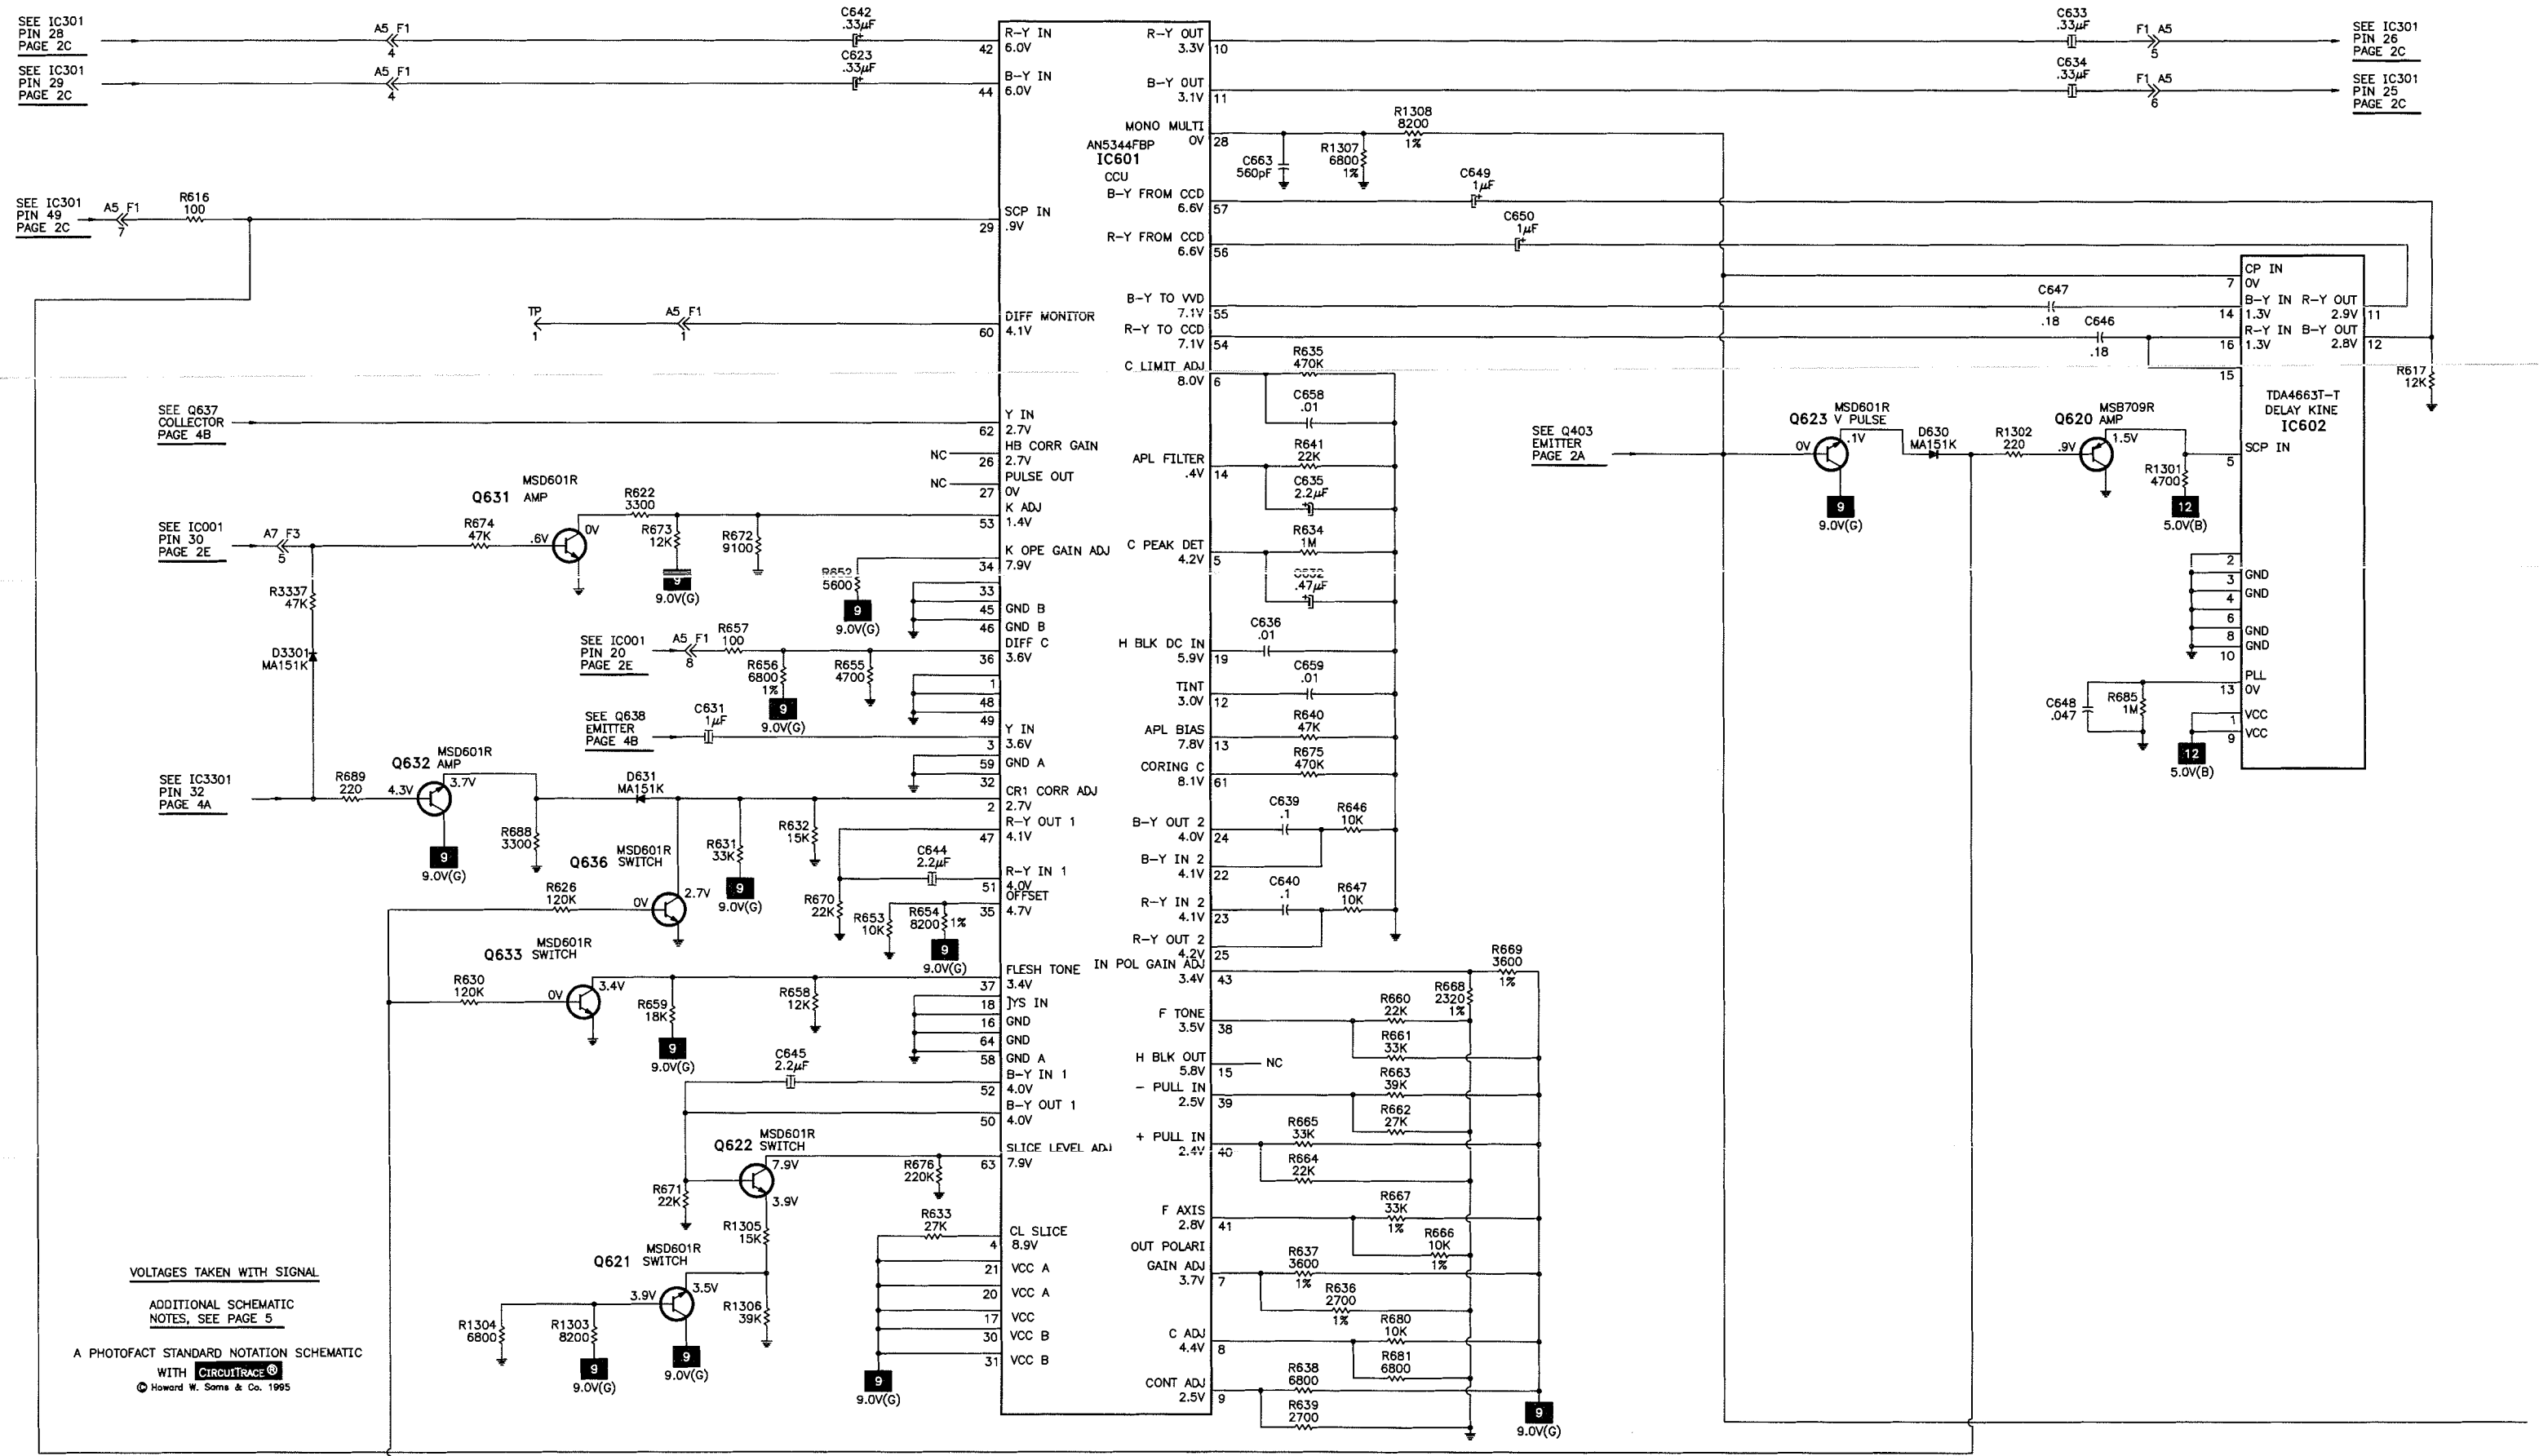 SEE IC301
PIN 28
PAGE 2C
A5 F1
4
C642
.33µF
42
R-Y IN
6.0V
R-Y OUT
3.3V
10
C633
.33µF
F1 A5
5
SEE IC301
PIN 26
PAGE 2C
SEE IC301
PIN 29
PAGE 2C
A5 F1
4
C623
.33µF
44
B-Y IN
6.0V
B-Y OUT
3.1V
11
C634
.33µF
F1 A5
6
SEE IC301
PIN 25
PAGE 2C
MONO MULTI
0V
28
AN5344FBP
IC601
CCU
C663
560pF
R1307
6800
1%
R1308
8200
1%
B-Y FROM CCD
6.6V
57
C649
1µF
R-Y FROM CCD
6.6V
56
C650
1µF
SEE IC301
PIN 49
PAGE 2C
A5 F1
7
R616
100
29
SCP IN
.9V
TP
1
A5 F1
1
60
DIFF MONITOR
4.1V
B-Y TO VVD
7.1V
55
C647
.18
R-Y TO CCD
7.1V
54
C646
.18
CP IN
7
0V
B-Y IN R-Y OUT
14
1.3V
2.9V
11
R-Y IN B-Y OUT
16
1.3V
2.8V
12
15
R617
12K
TDA4663T-T
DELAY KINE
IC602
C LIMIT ADJ
8.0V
6
R635
470K
C658
.01
SEE Q637
COLLECTOR
PAGE 4B
62
Y IN
2.7V
NC
26
HB CORR GAIN
2.7V
NC
27
PULSE OUT
0V
APL FILTER
.4V
14
R641
22K
C635
2.2µF
SEE Q403
EMITTER
PAGE 2A
Q623
MSD601R
V PULSE
0V
.1V
9
9.0V(G)
D630
MA151K
R1302
220
Q620
MSB709R
AMP
.9V
1.5V
R1301
4700
12
5.0V(B)
SCP IN
5
Q631
MSD601R
AMP
SEE IC001
PIN 30
PAGE 2E
A7 F3
5
R674
47K
.6V
0V
R622
3300
R673
12K
9
9.0V(G)
R672
9100
53
K ADJ
1.4V
34
K OPE GAIN ADJ
7.9V
R652
5600
9
9.0V(G)
C PEAK DET
4.2V
5
R634
1M
.47µF
33
45
GND B
46
GND B
2
3
GND
4
GND
6
8
GND
10
GND
R3337
47K
D3301
MA151K
SEE IC001
PIN 20
PAGE 2E
A5 F1
8
R657
100
R656
6800
1%
9
9.0V(G)
R655
4700
36
DIFF C
3.6V
H BLK DC IN
5.9V
19
C636
.01
1
48
49
TINT
3.0V
12
C659
.01
PLL
13
0V
C648
.047
R685
1M
1
VCC
9
VCC
12
5.0V(B)
SEE Q638
EMITTER
PAGE 4B
C631
1µF
3
Y IN
3.6V
APL BIAS
7.8V
13
R640
47K
59
GND A
32
CORING C
8.1V
61
R675
470K
SEE IC3301
PIN 32
PAGE 4A
R689
220
Q632
MSD601R
AMP
4.3V
3.7V
9
9.0V(G)
R688
3300
D631
MA151K
2
CR1 CORR ADJ
2.7V
R631
33K
9
9.0V(G)
R632
15K
47
R-Y OUT 1
4.1V
B-Y OUT 2
4.0V
24
C639
.1
R646
10K
B-Y IN 2
4.1V
22
Q636
MSD601R
SWITCH
R626
120K
0V
2.7V
C644
2.2µF
51
R-Y IN 1
4.0V
R670
22K
R653
10K
R654
8200
1%
9
9.0V(G)
35
OFFSET
4.7V
R-Y IN 2
4.1V
23
C640
.1
R647
10K
R-Y OUT 2
4.2V
25
Q633
MSD601R
SWITCH
R630
120K
0V
3.4V
R659
18K
9
9.0V(G)
R658
12K
37
FLESH TONE
3.4V
IN POL GAIN ADJ
3.4V
43
R669
3600
1%
R668
2320
1%
18
]YS IN
16
GND
64
GND
58
GND A
F TONE
3.5V
38
R660
22K
R661
33K
H BLK OUT
5.8V
15
NC
C645
2.2µF
52
B-Y IN 1
4.0V
50
B-Y OUT 1
4.0V
- PULL IN
2.5V
39
R663
39K
R662
27K
+ PULL IN
2.4V
40
R665
33K
R664
22K
Q622
MSD601R
SWITCH
7.9V
3.9V
R671
22K
R676
220K
63
SLICE LEVEL ADJ
7.9V
F AXIS
2.8V
41
R667
33K
1%
R666
10K
1%
R1305
15K
R633
27K
4
CL SLICE
8.9V
OUT POLARI
GAIN ADJ
3.7V
7
R637
3600
1%
R636
2700
1%
Q621
MSD601R
SWITCH
3.9V
3.5V
R1304
6800
R1303
8200
9
9.0V(G)
9
9.0V(G)
R1306
39K
21
VCC A
20
VCC A
17
VCC
30
VCC B
31
VCC B
9
9.0V(G)
C ADJ
4.4V
8
R680
10K
R681
6800
CONT ADJ
2.5V
9
R638
6800
R639
2700
9
9.0V(G)
VOLTAGES TAKEN WITH SIGNAL
ADDITIONAL SCHEMATIC
NOTES, SEE PAGE 5
A PHOTOFACT STANDARD NOTATION SCHEMATIC
WITH CIRCUITRACE®
© Howard W. Sams & Co. 1995